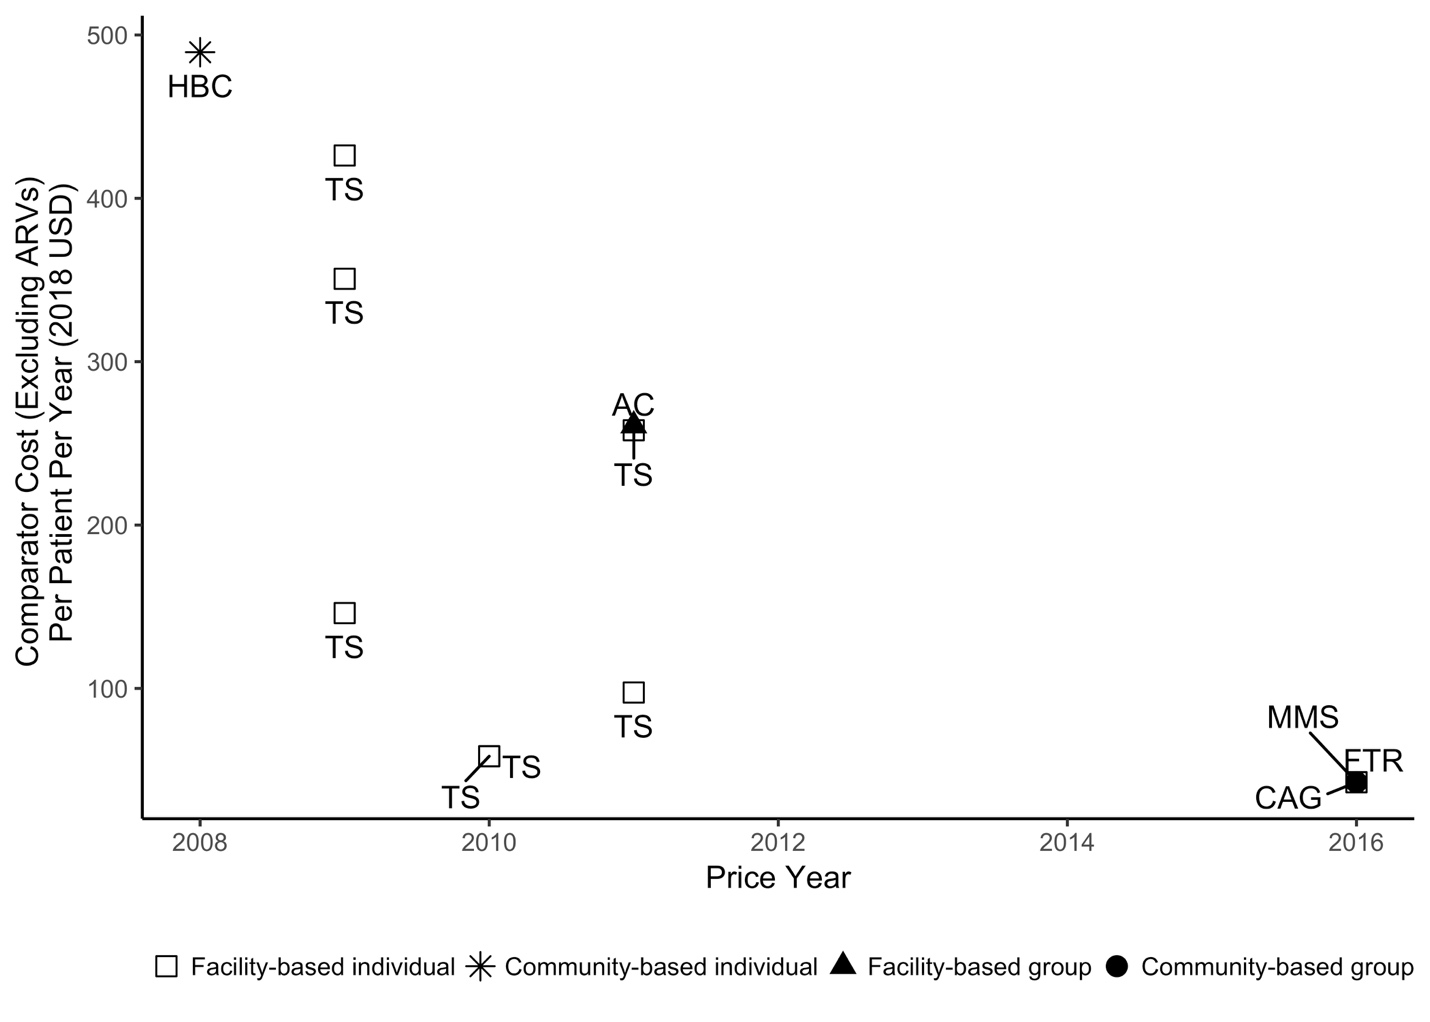 Comparator Cost (Excluding ARVs)
Per Patient Per Year (2018 USD)
500
400
300
200
100
HBC
TS
TS
TS
TS
TS
AC
TS
TS
MMS
FTR
CAG
2008
2010
2012
2014
2016
Price Year
Facility-based individual
Community-based individual
Facility-based group
Community-based group